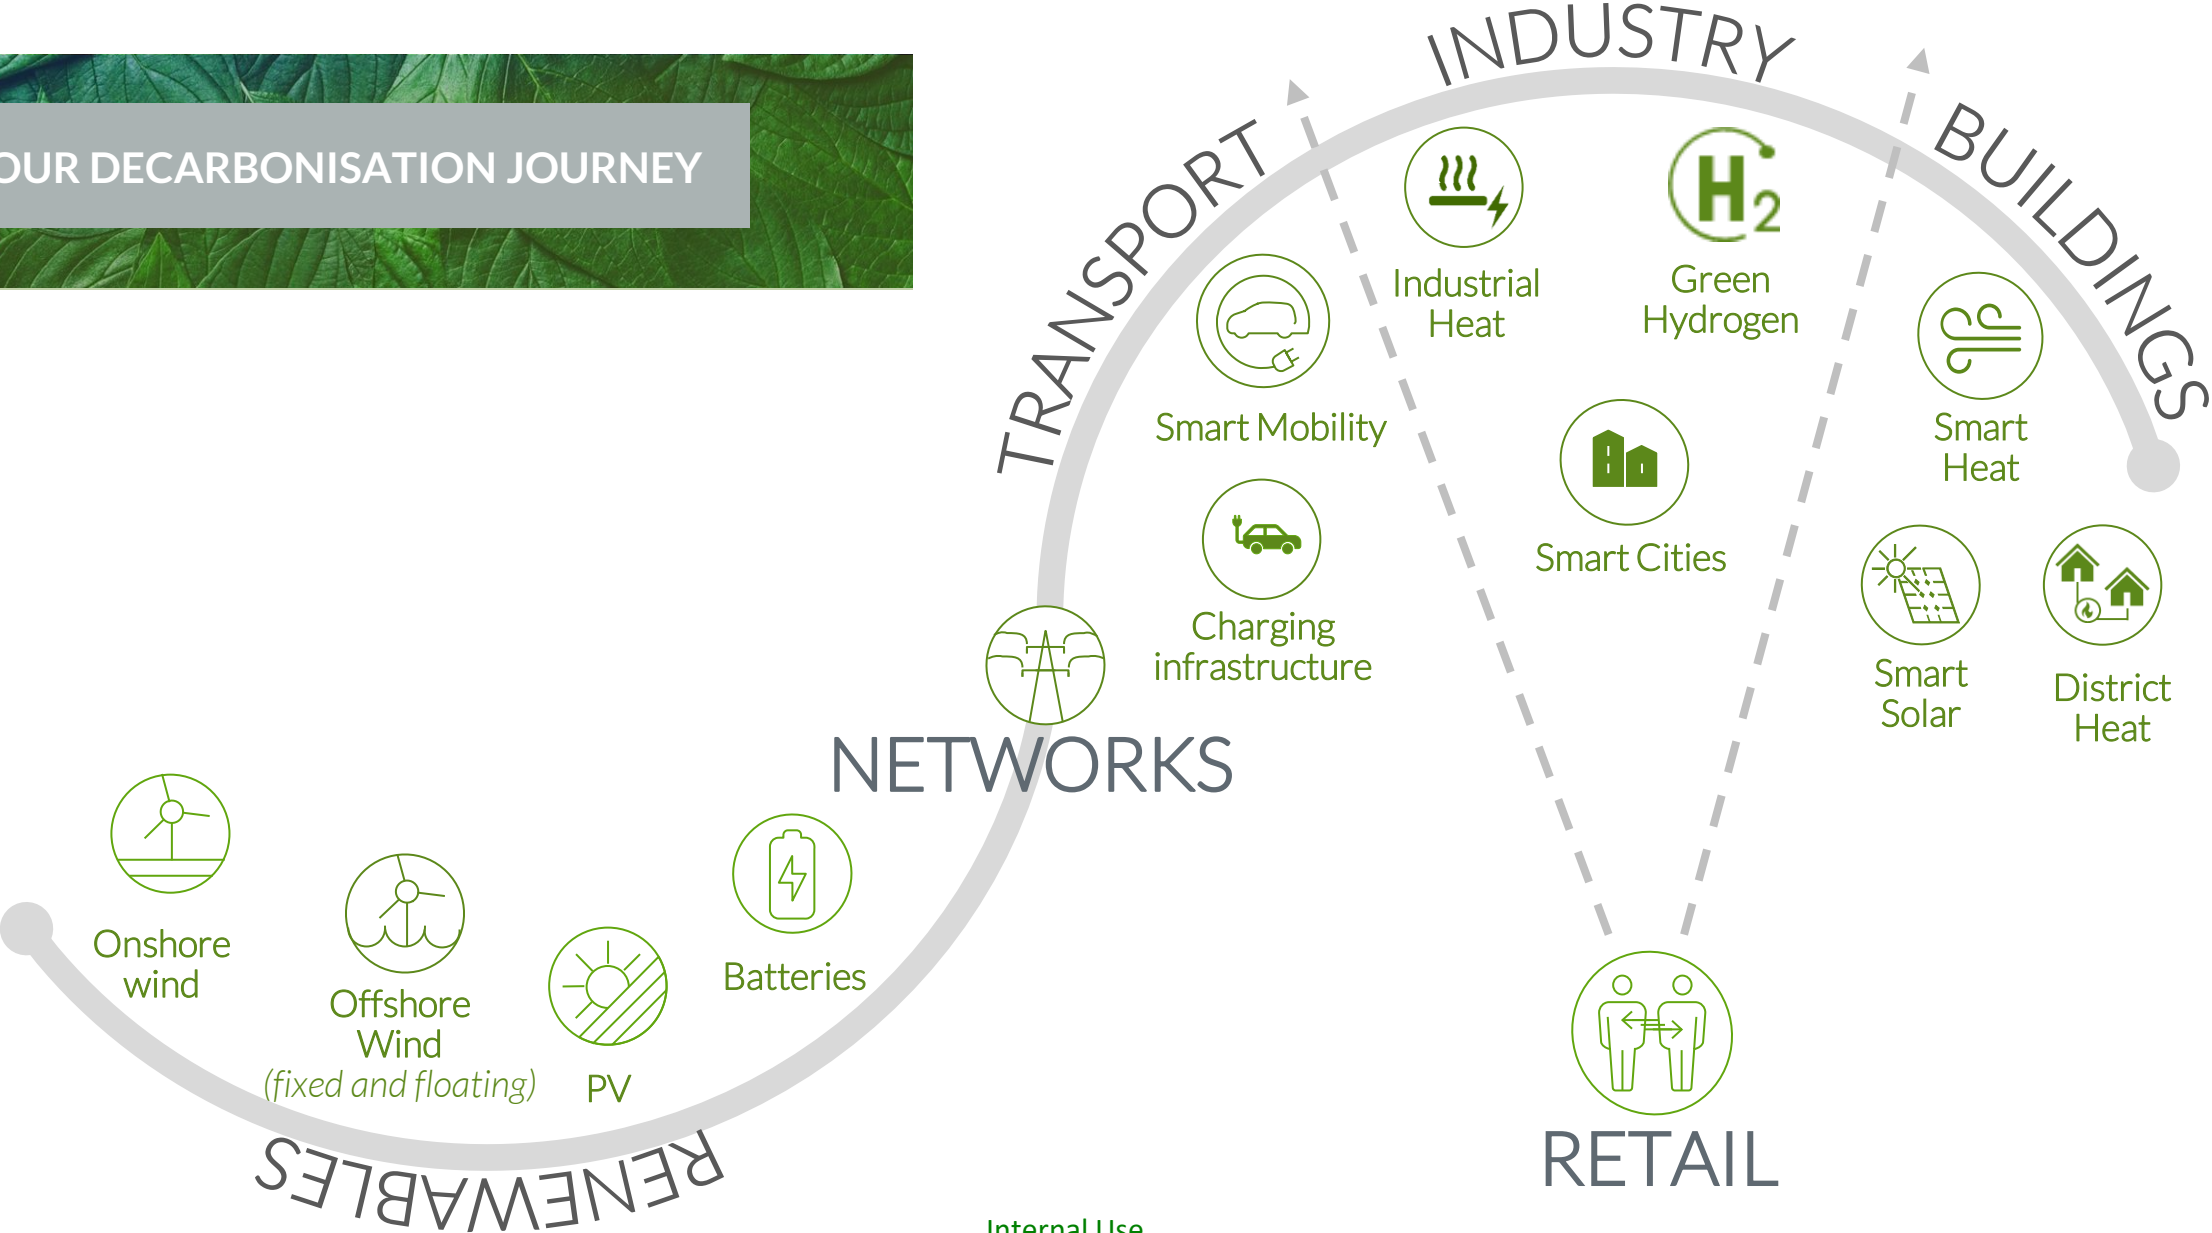 OUR DECARBONISATION JOURNEY
INDUSTRY
TRANSPORT
BUILDINGS
Industrial
Heat
Green
Hydrogen
Smart Mobility
Smart
Heat
Smart Cities
Charging
infrastructure
Smart
Solar
District
Heat
NETWORKS
Onshore
wind
Offshore
Wind
(fixed and floating)
PV
Batteries
RENEWABLES
RETAIL
Internal Use